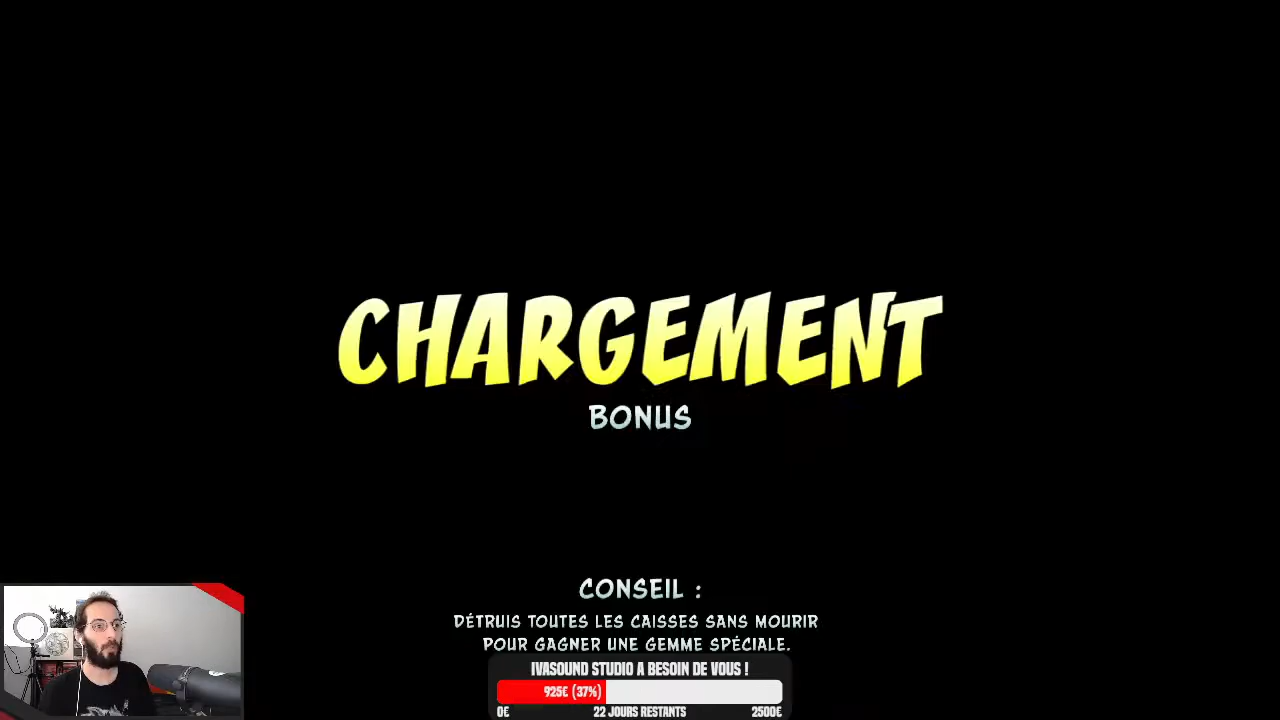 CHARGEMENT
BONUS
CONSEIL :
DÉTRUIS TOUTES LES CAISSES SANS MOURIR
POUR GAGNER UNE GEMME SPÉCIALE.
IVASOUND STUDIO A BESOIN DE VOUS !
925€ (37%)
0€ 22 JOURS RESTANTS 2500€